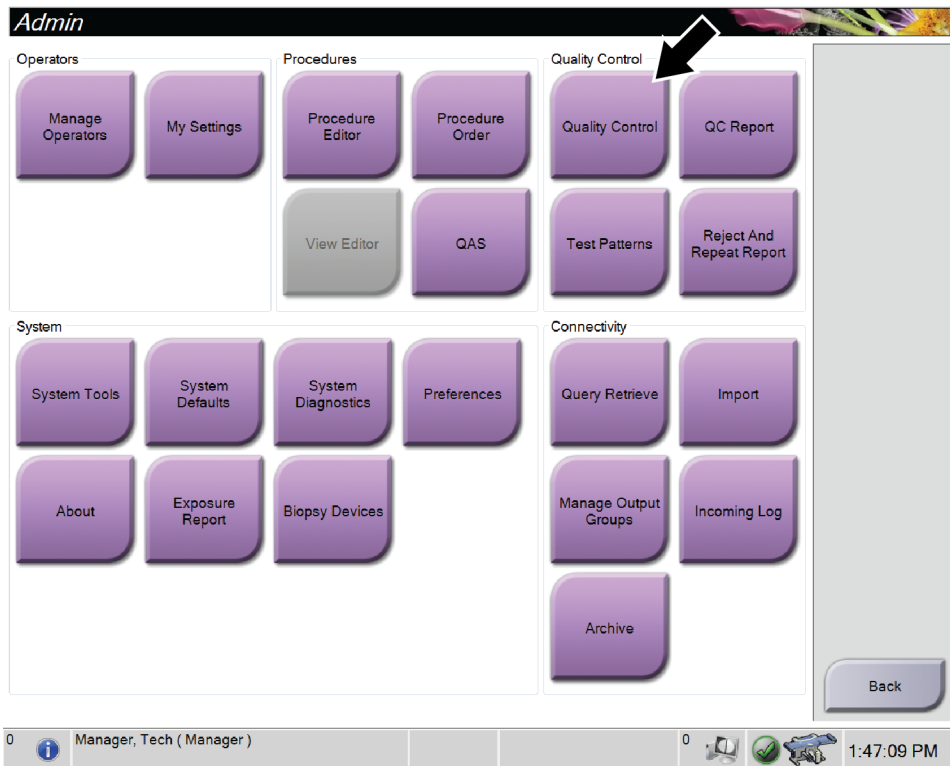 Admin
Operators
Manage
Operators
My Settings
Procedures
Procedure
Editor
Procedure
Order
View Editor
QAS
Quality Control
Quality Control
QC Report
Test Patterns
Reject And
Repeat Report
System
System Tools
System
Defaults
System
Diagnostics
Preferences
About
Exposure
Report
Biopsy Devices
Connectivity
Query Retrieve
Import
Manage Output
Groups
Incoming Log
Archive
Back
0
Manager, Tech ( Manager )
0
1:47:09 PM